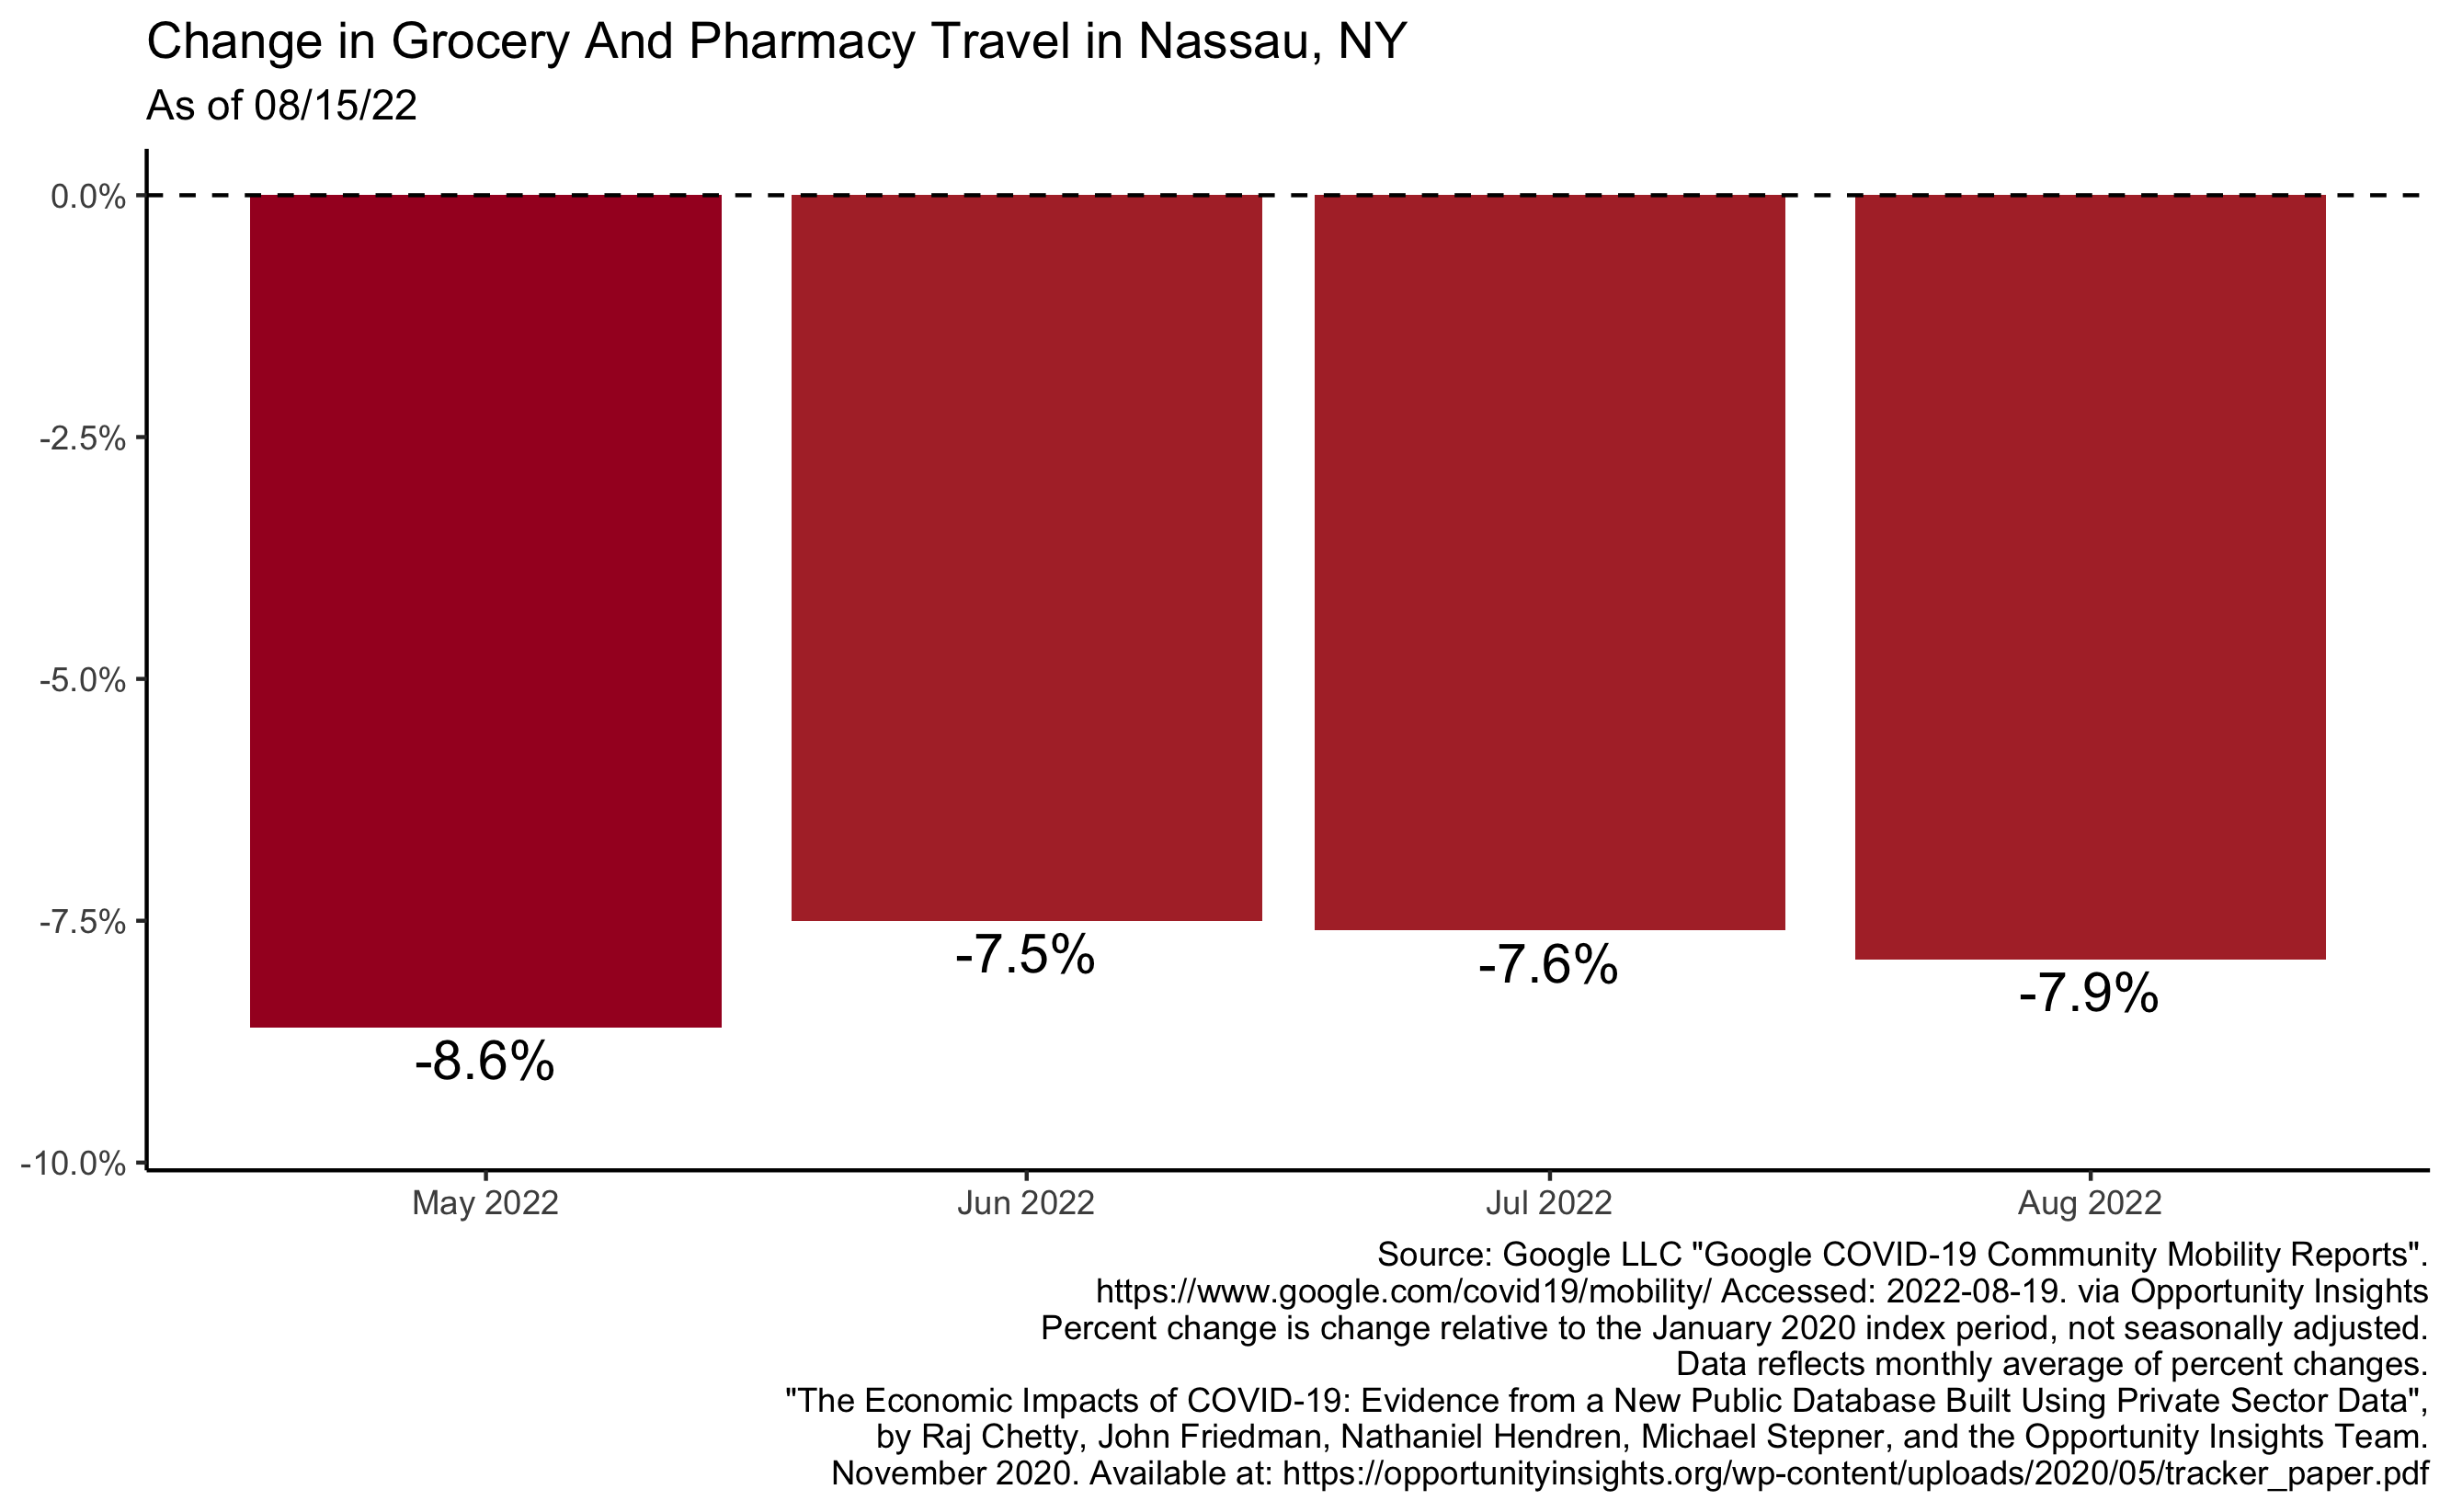 Change in Grocery And Pharmacy Travel in Nassau, NY
As of 08/15/22
0.0%
-2.5%
-5.0%
-7.5%
-10.0%
-8.6%
-7.5%
-7.6%
-7.9%
May 2022
Jun 2022
Jul 2022
Aug 2022
Source: Google LLC "Google COVID-19 Community Mobility Reports".
https://www.google.com/covid19/mobility/ Accessed: 2022-08-19. via Opportunity Insights
Percent change is change relative to the January 2020 index period, not seasonally adjusted.
Data reflects monthly average of percent changes.
"The Economic Impacts of COVID-19: Evidence from a New Public Database Built Using Private Sector Data",
by Raj Chetty, John Friedman, Nathaniel Hendren, Michael Stepner, and the Opportunity Insights Team.
November 2020. Available at: https://opportunityinsights.org/wp-content/uploads/2020/05/tracker_paper.pdf